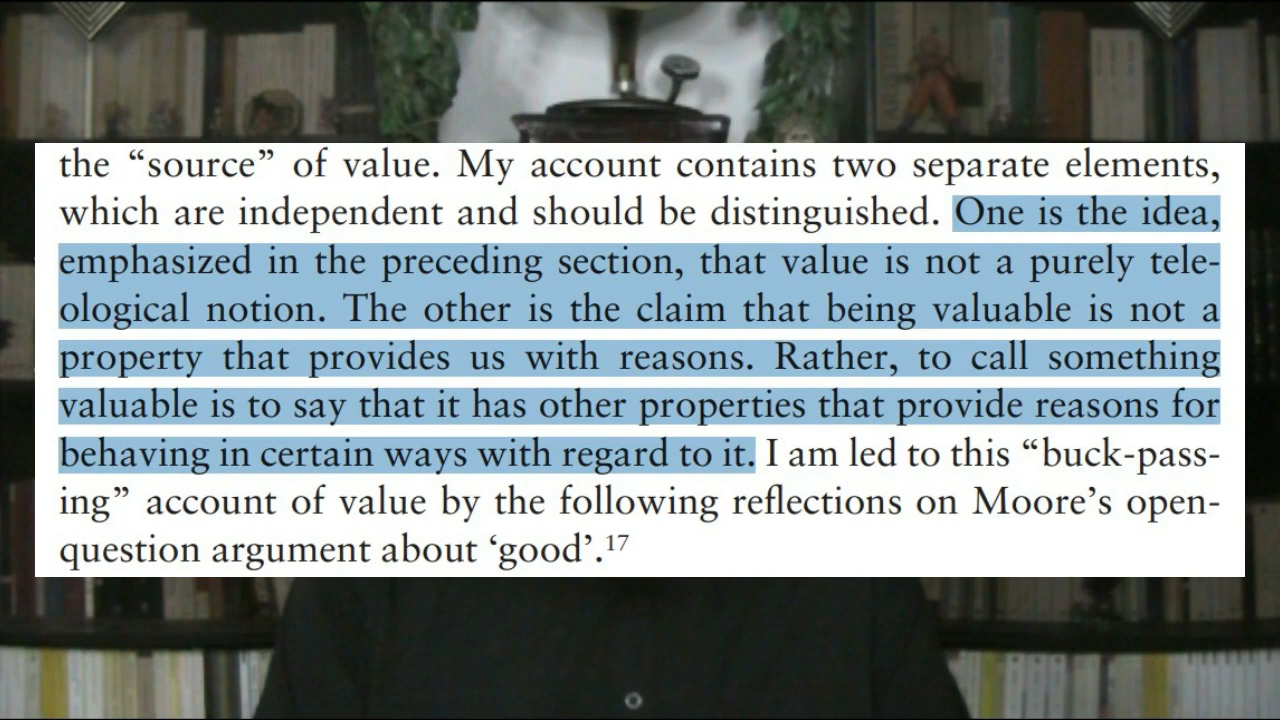 the “source” of value. My account contains two separate elements,
which are independent and should be distinguished. One is the idea,
emphasized in the preceding section, that value is not a purely tele-
ological notion. The other is the claim that being valuable is not a
property that provides us with reasons. Rather, to call something
valuable is to say that it has other properties that provide reasons for
behaving in certain ways with regard to it. I am led to this “buck-pass-
ing” account of value by the following reflections on Moore’s open-
question argument about ‘good’.17